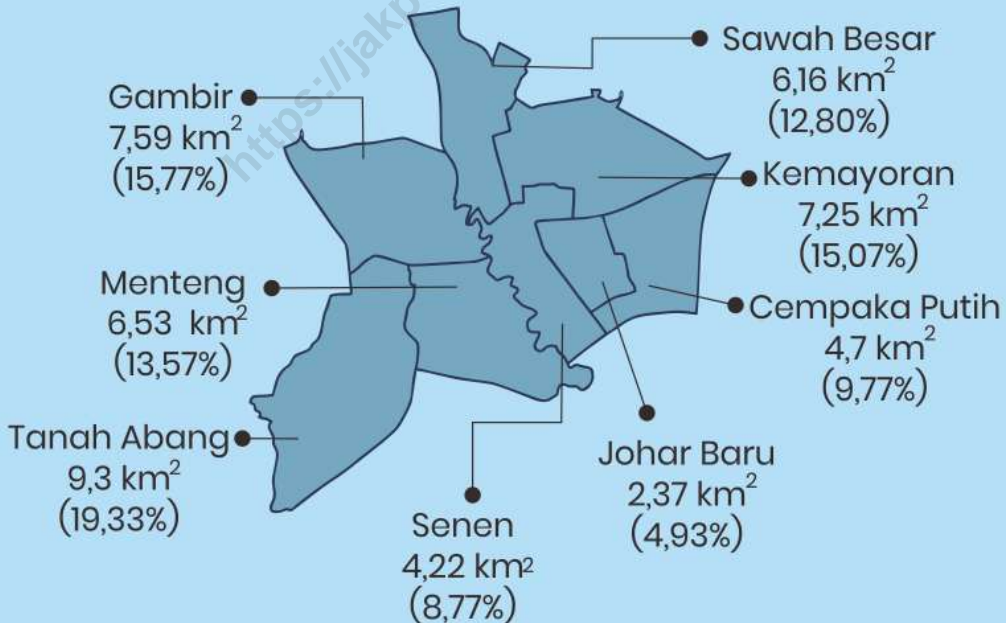 https://jakp
Sawah Besar
6,16 km²
(12,80%)
Gambir
7,59 km²
(15,77%)
Kemayoran
7,25 km²
(15,07%)
Menteng
6,53 km²
(13,57%)
Cempaka Putih
4,7 km²
(9,77%)
Tanah Abang
9,3 km²
(19,33%)
Johar Baru
2,37 km²
(4,93%)
Senen
4,22 km²
(8,77%)